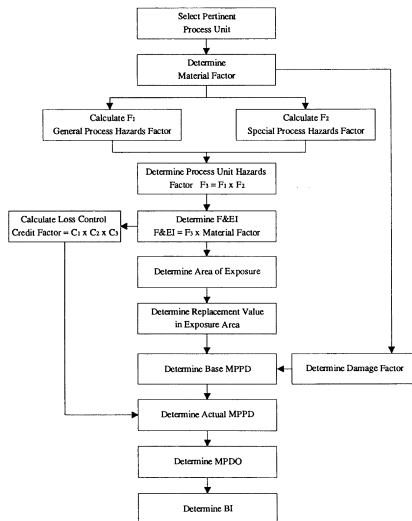 Select Pertinent
Process Unit
Determine
Material Factor
Calculate F₁
General Process Hazards Factor
Calculate F₂
Special Process Hazards Factor
Determine Process Unit Hazards
Factor F₃ = F₁ x F₂
Calculate Loss Control
Credit Factor = C₁ x C₂ x C₃
Determine F&EI
F&EI = F₃ x Material Factor
Determine Area of Exposure
Determine Replacement Value
in Exposure Area
Determine Base MPPD
Determine Damage Factor
Determine Actual MPPD
Determine MPDO
Determine BI